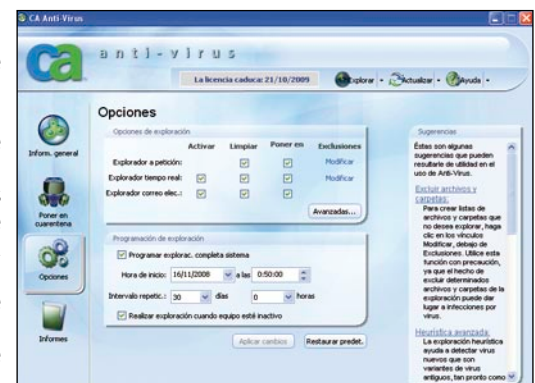 CA Anti-Virus
ca
anti-virus
La licencia caduca: 21/10/2009
Explorar
Actualizar
Ayuda
Inform. general
Poner en cuarentena
Opciones
Informes
Opciones
Opciones de exploración
Activar Limpiar Poner en Exclusiones
Explorador a petición: Modificar
Explorador tiempo real: Modificar
Explorador correo elec.:
Avanzadas...
Programación de exploración
Programar explorac. completa sistema
Hora de inicio: 16/11/2008 a las 0:50:00
Intervalo repetic.: 30 días 0 horas
Realizar exploración cuando equipo esté inactivo
Aplicar cambios Restaurar predet.
Sugerencias
Éstas son algunas
sugerencias que pueden
resultarle de utilidad en el
uso de Anti-Virus.
Excluir archivos y
carpetas:
Para crear listas de
archivos y carpetas que
no desea explorar, haga
clic en los vínculos
Modificar, debajo de
Exclusiones. Utilice esta
función con precaución,
ya que el hecho de
excluir determinados
archivos y carpetas de la
exploración puede dar
lugar a infecciones por
virus.
Heurística avanzada:
La exploración heurística
ayuda a detectar virus
nuevos que son
variantes de virus
antiguos, tan pronto como